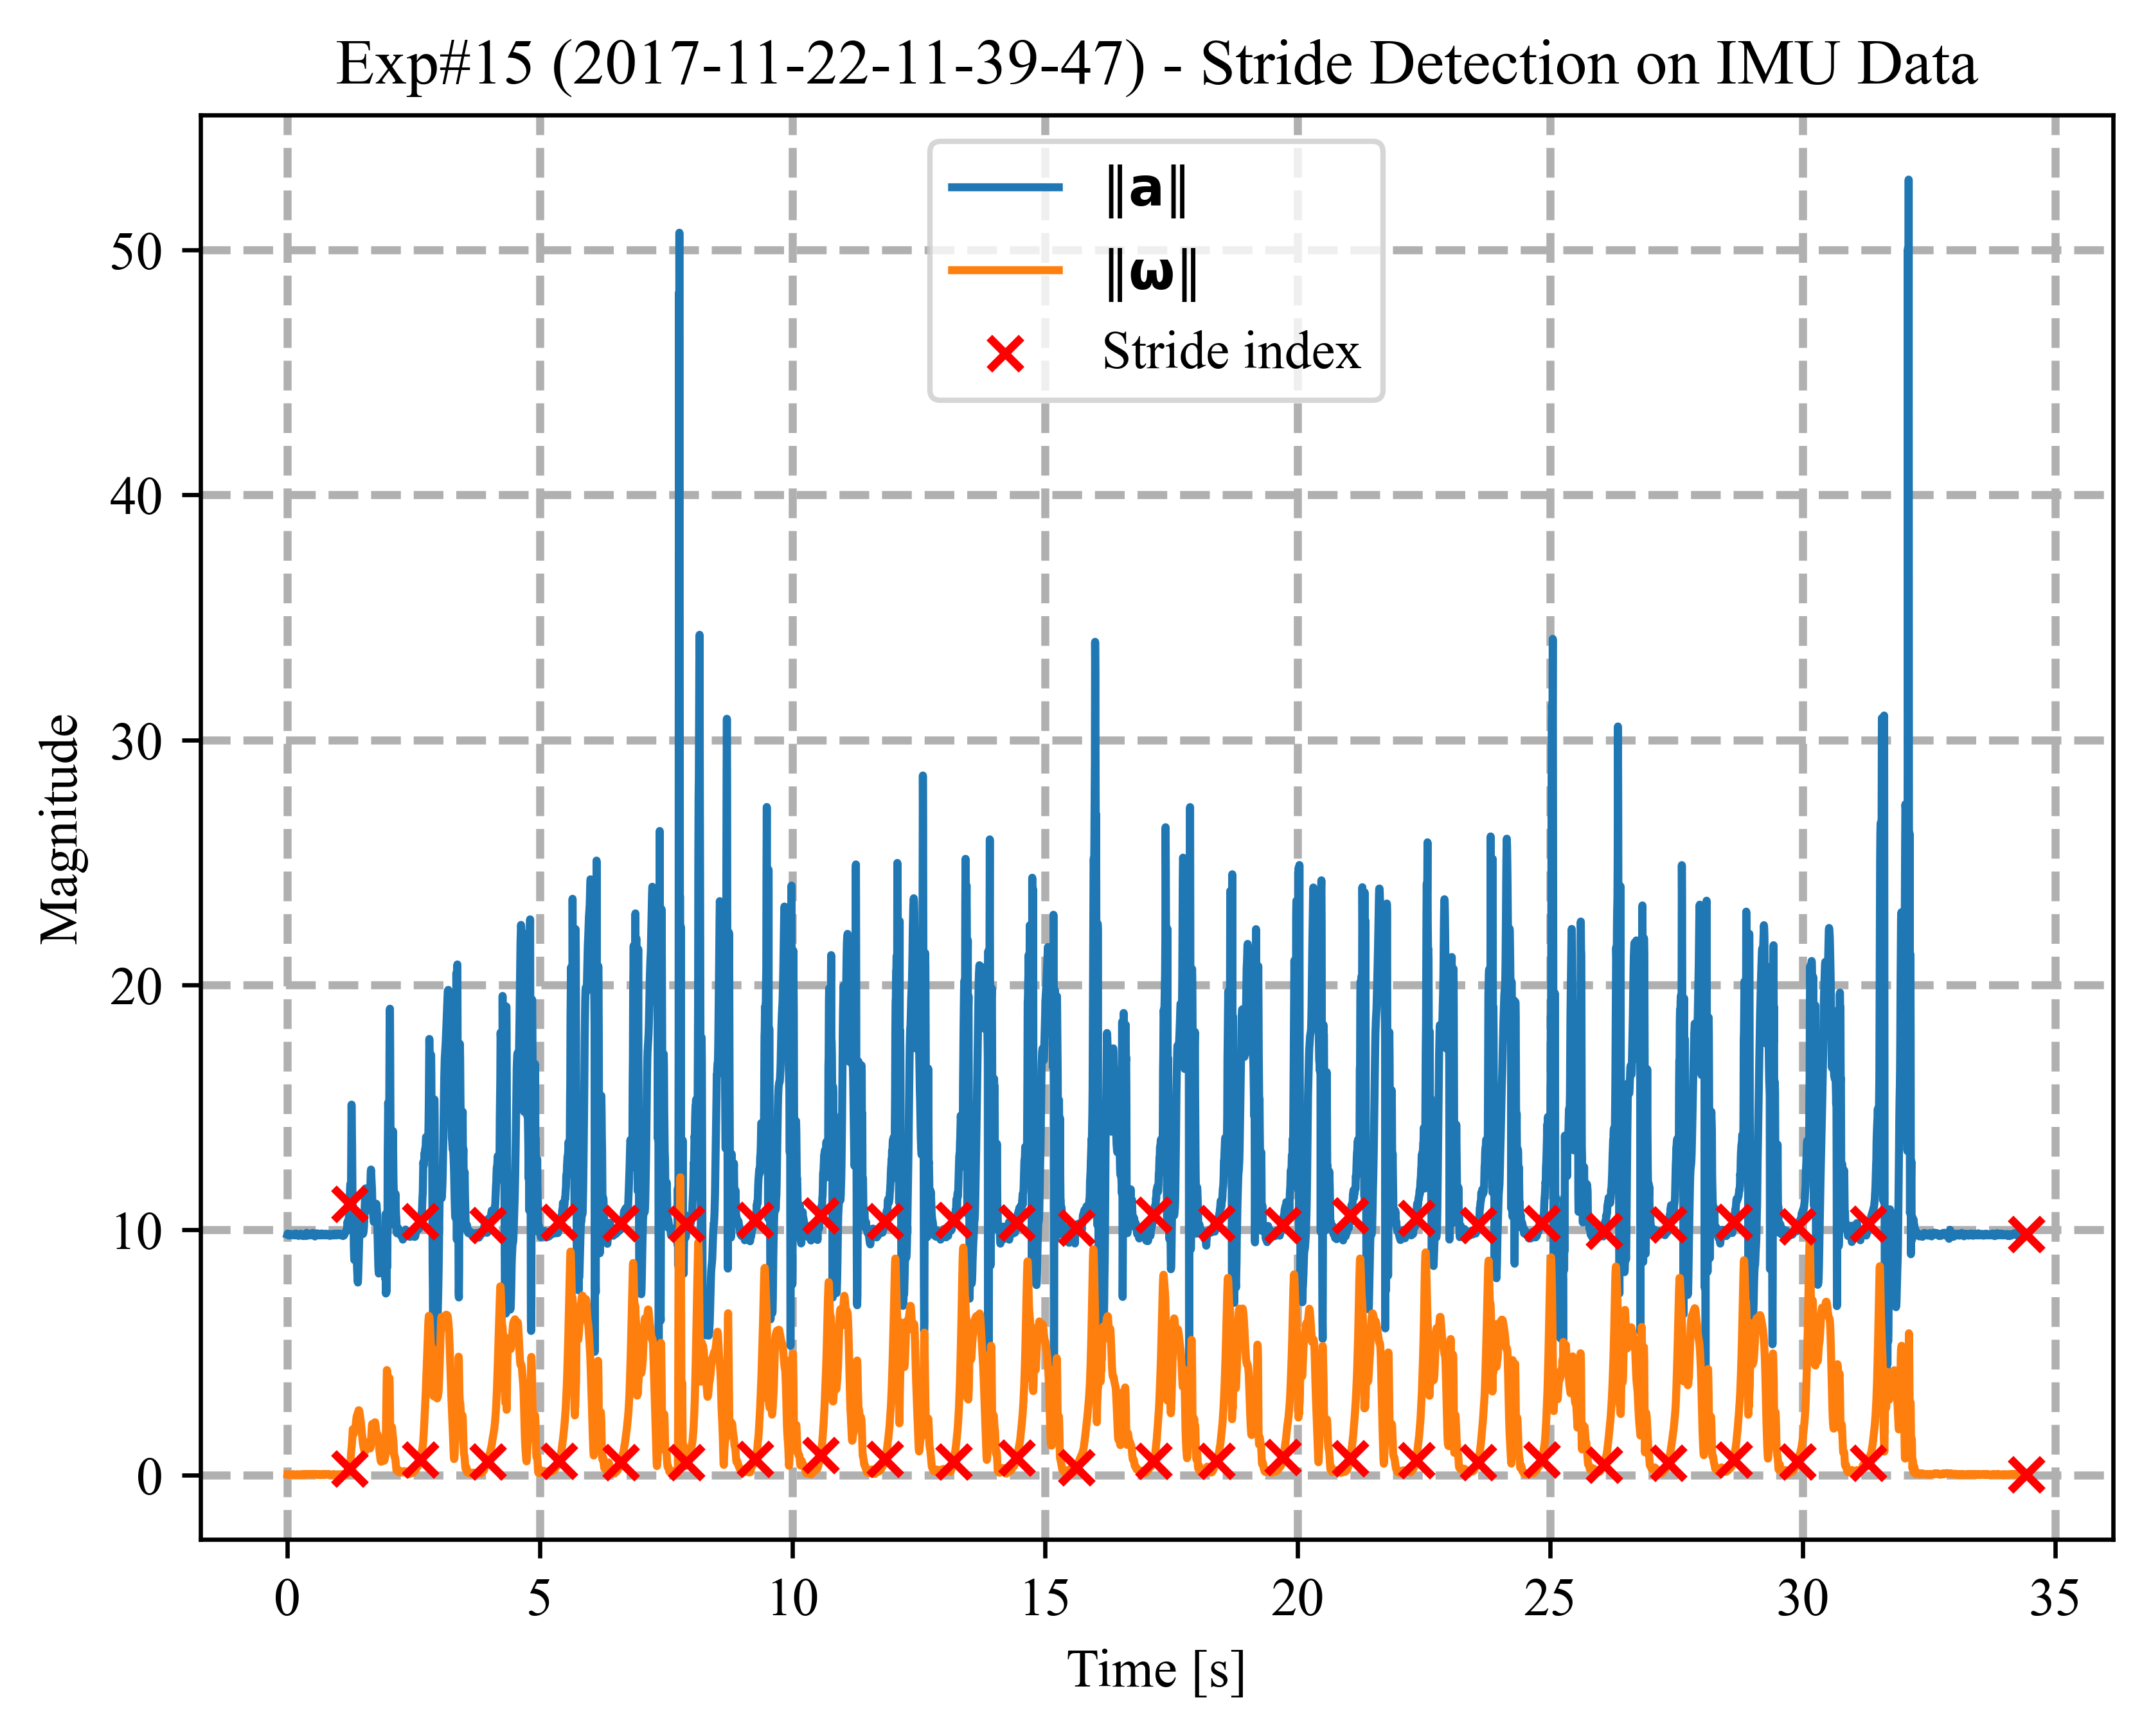 Exp#15 (2017-11-22-11-39-47) - Stride Detection on IMU Data
‖a‖
‖ω‖
Stride index
Magnitude
50
40
30
20
10
0
0 5 10 15 20 25 30 35
Time [s]